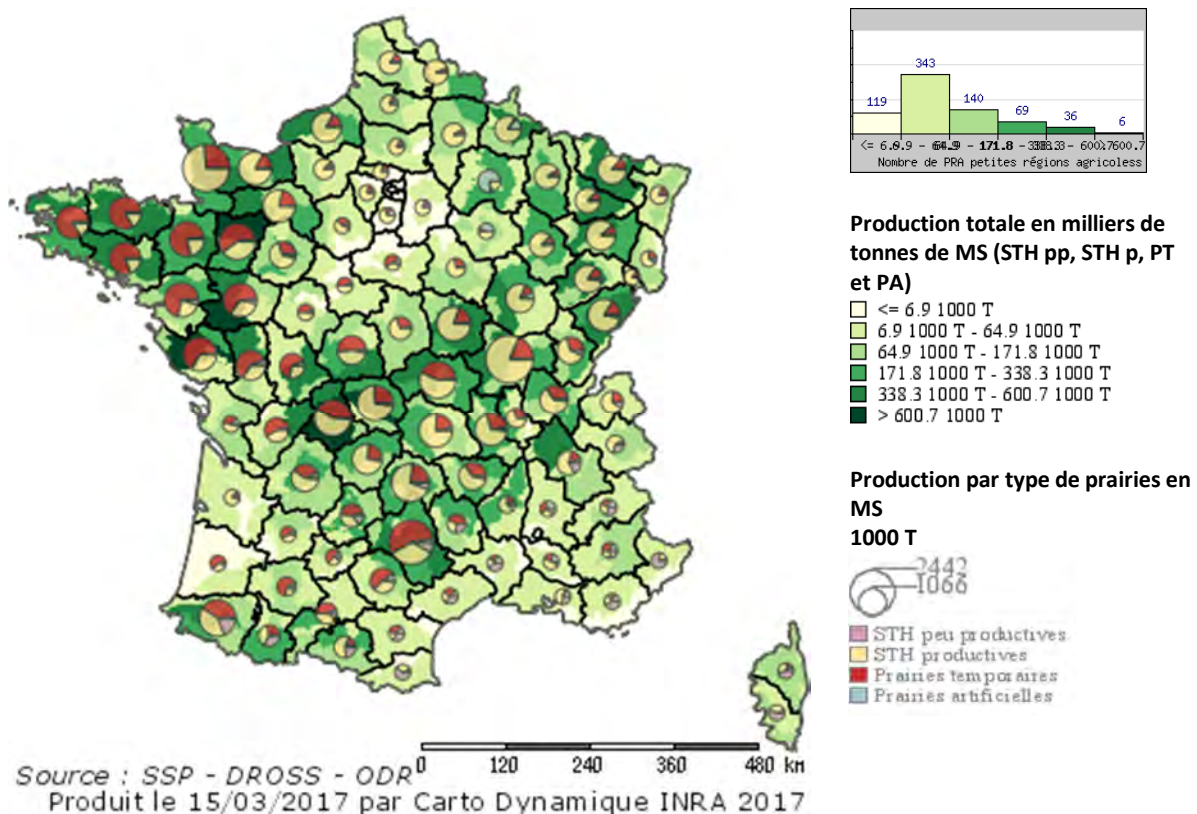 343
119
140
69
36
6
Nombre de PRA petites régions agricoless
Production totale en milliers de
tonnes de MS (STH pp, STH p, PT
et PA)
<= 6.9 1000 T
6.9 1000 T - 64.9 1000 T
64.9 1000 T - 171.8 1000 T
171.8 1000 T - 338.3 1000 T
338.3 1000 T - 600.7 1000 T
> 600.7 1000 T
Production par type de prairies en
MS
1000 T
2442
1066
STH peu productives
STH productives
Prairies temporaires
Prairies artificielles
0 120 240 360 480 km
Source : SSP - DROSS - ODR
Produit le 15/03/2017 par Carto Dynamique INRA 2017